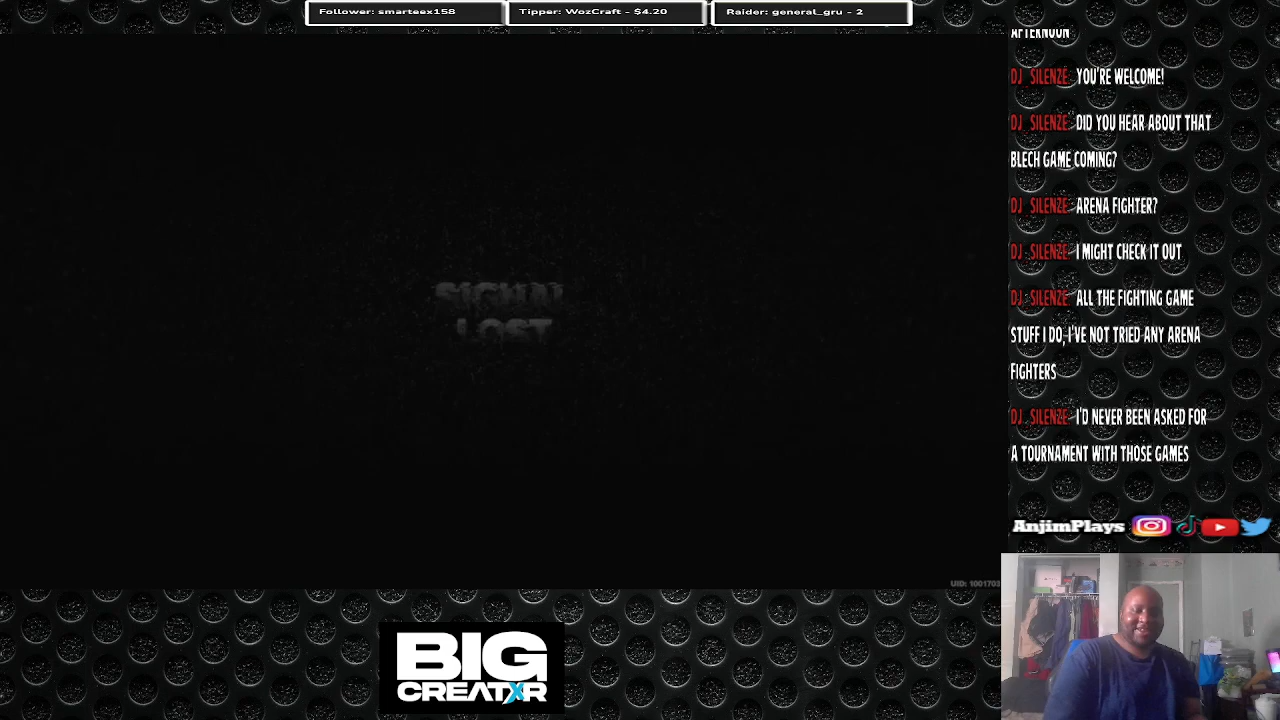 Follower: smarteex158
Tipper: WozCraft - $4.20
Raider: general_gru - 2
AFTERNOON
DJ_SILENZE: YOU'RE WELCOME!
DJ_SILENZE: DID YOU HEAR ABOUT THAT
BLECH GAME COMING?
DJ_SILENZE: ARENA FIGHTER?
DJ_SILENZE: I MIGHT CHECK IT OUT
DJ_SILENZE: ALL THE FIGHTING GAME
STUFF I DO, I'VE NOT TRIED ANY ARENA
FIGHTERS
DJ_SILENZE: I'D NEVER BEEN ASKED FOR
A TOURNAMENT WITH THOSE GAMES
SIGNAL
LOST
AnjimPlays
UID: 1001703
BIG
CREATXR